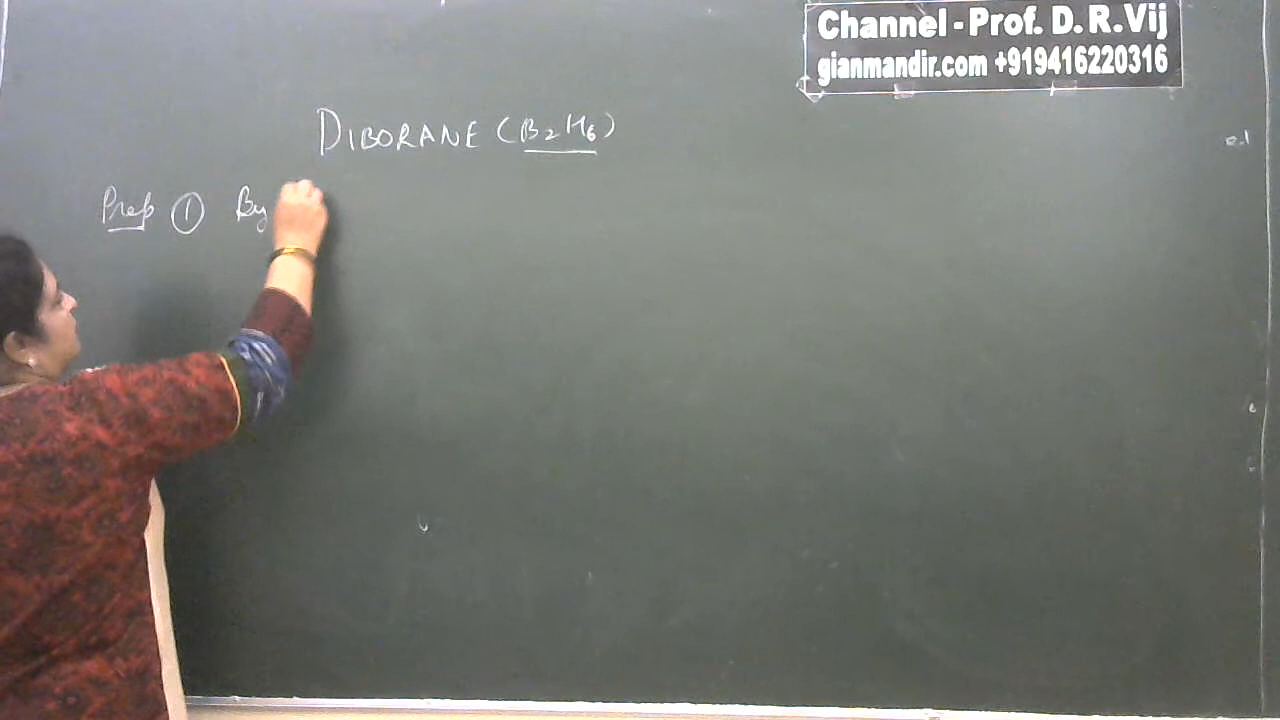 Channel - Prof. D. R. Vij
gianmandir.com +919416220316
DIBORANE (B₂H₆)
Prep ① By